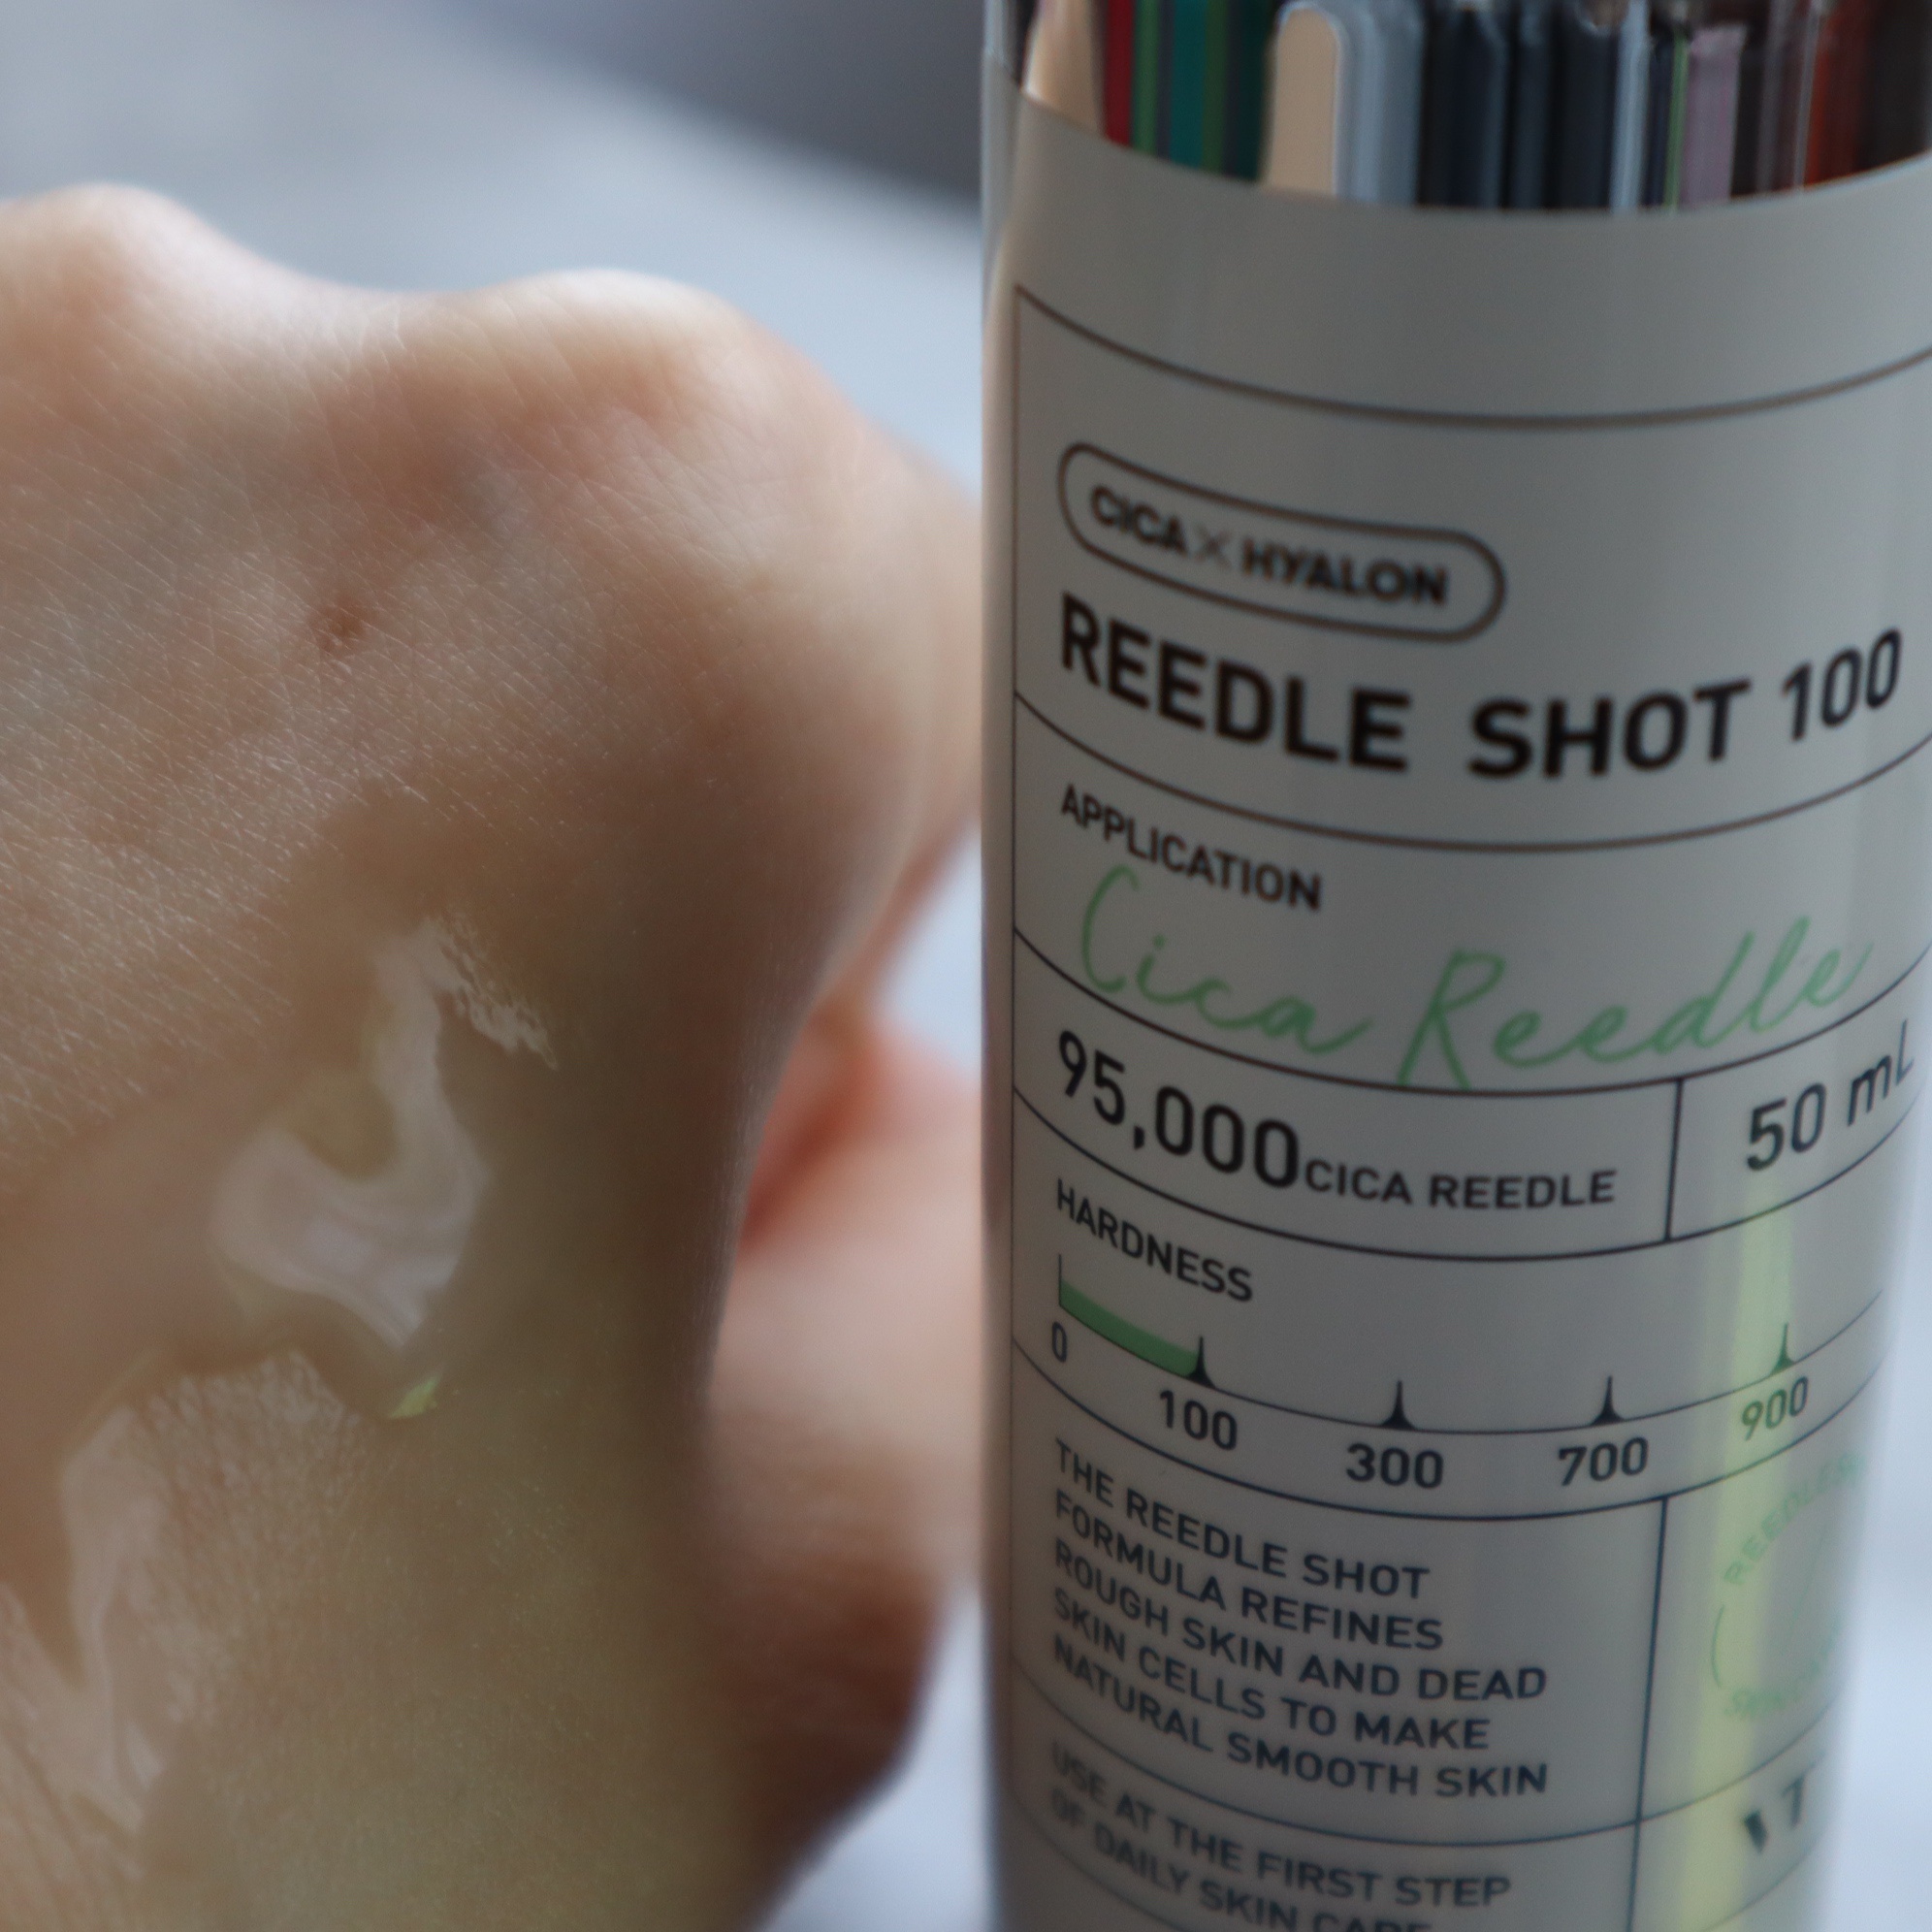 CICA X HYALON
REEDLE SHOT 100
APPLICATION
Cica Reedle
95,000 CICA REEDLE
50 mL
HARDNESS
0 100 300 700 900
THE REEDLE SHOT
FORMULA REFINES
ROUGH SKIN AND DEAD
SKIN CELLS TO MAKE
NATURAL SMOOTH SKIN
VT
USE AT THE FIRST STEP
OF DAILY SKIN CARE